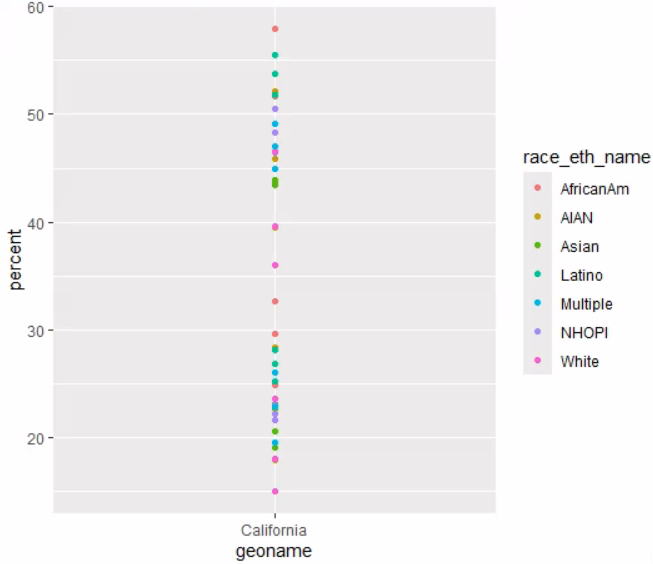 60
50
40
30
20
percent
California
geoname
race_eth_name
AfricanAm
AIAN
Asian
Latino
Multiple
NHOPI
White